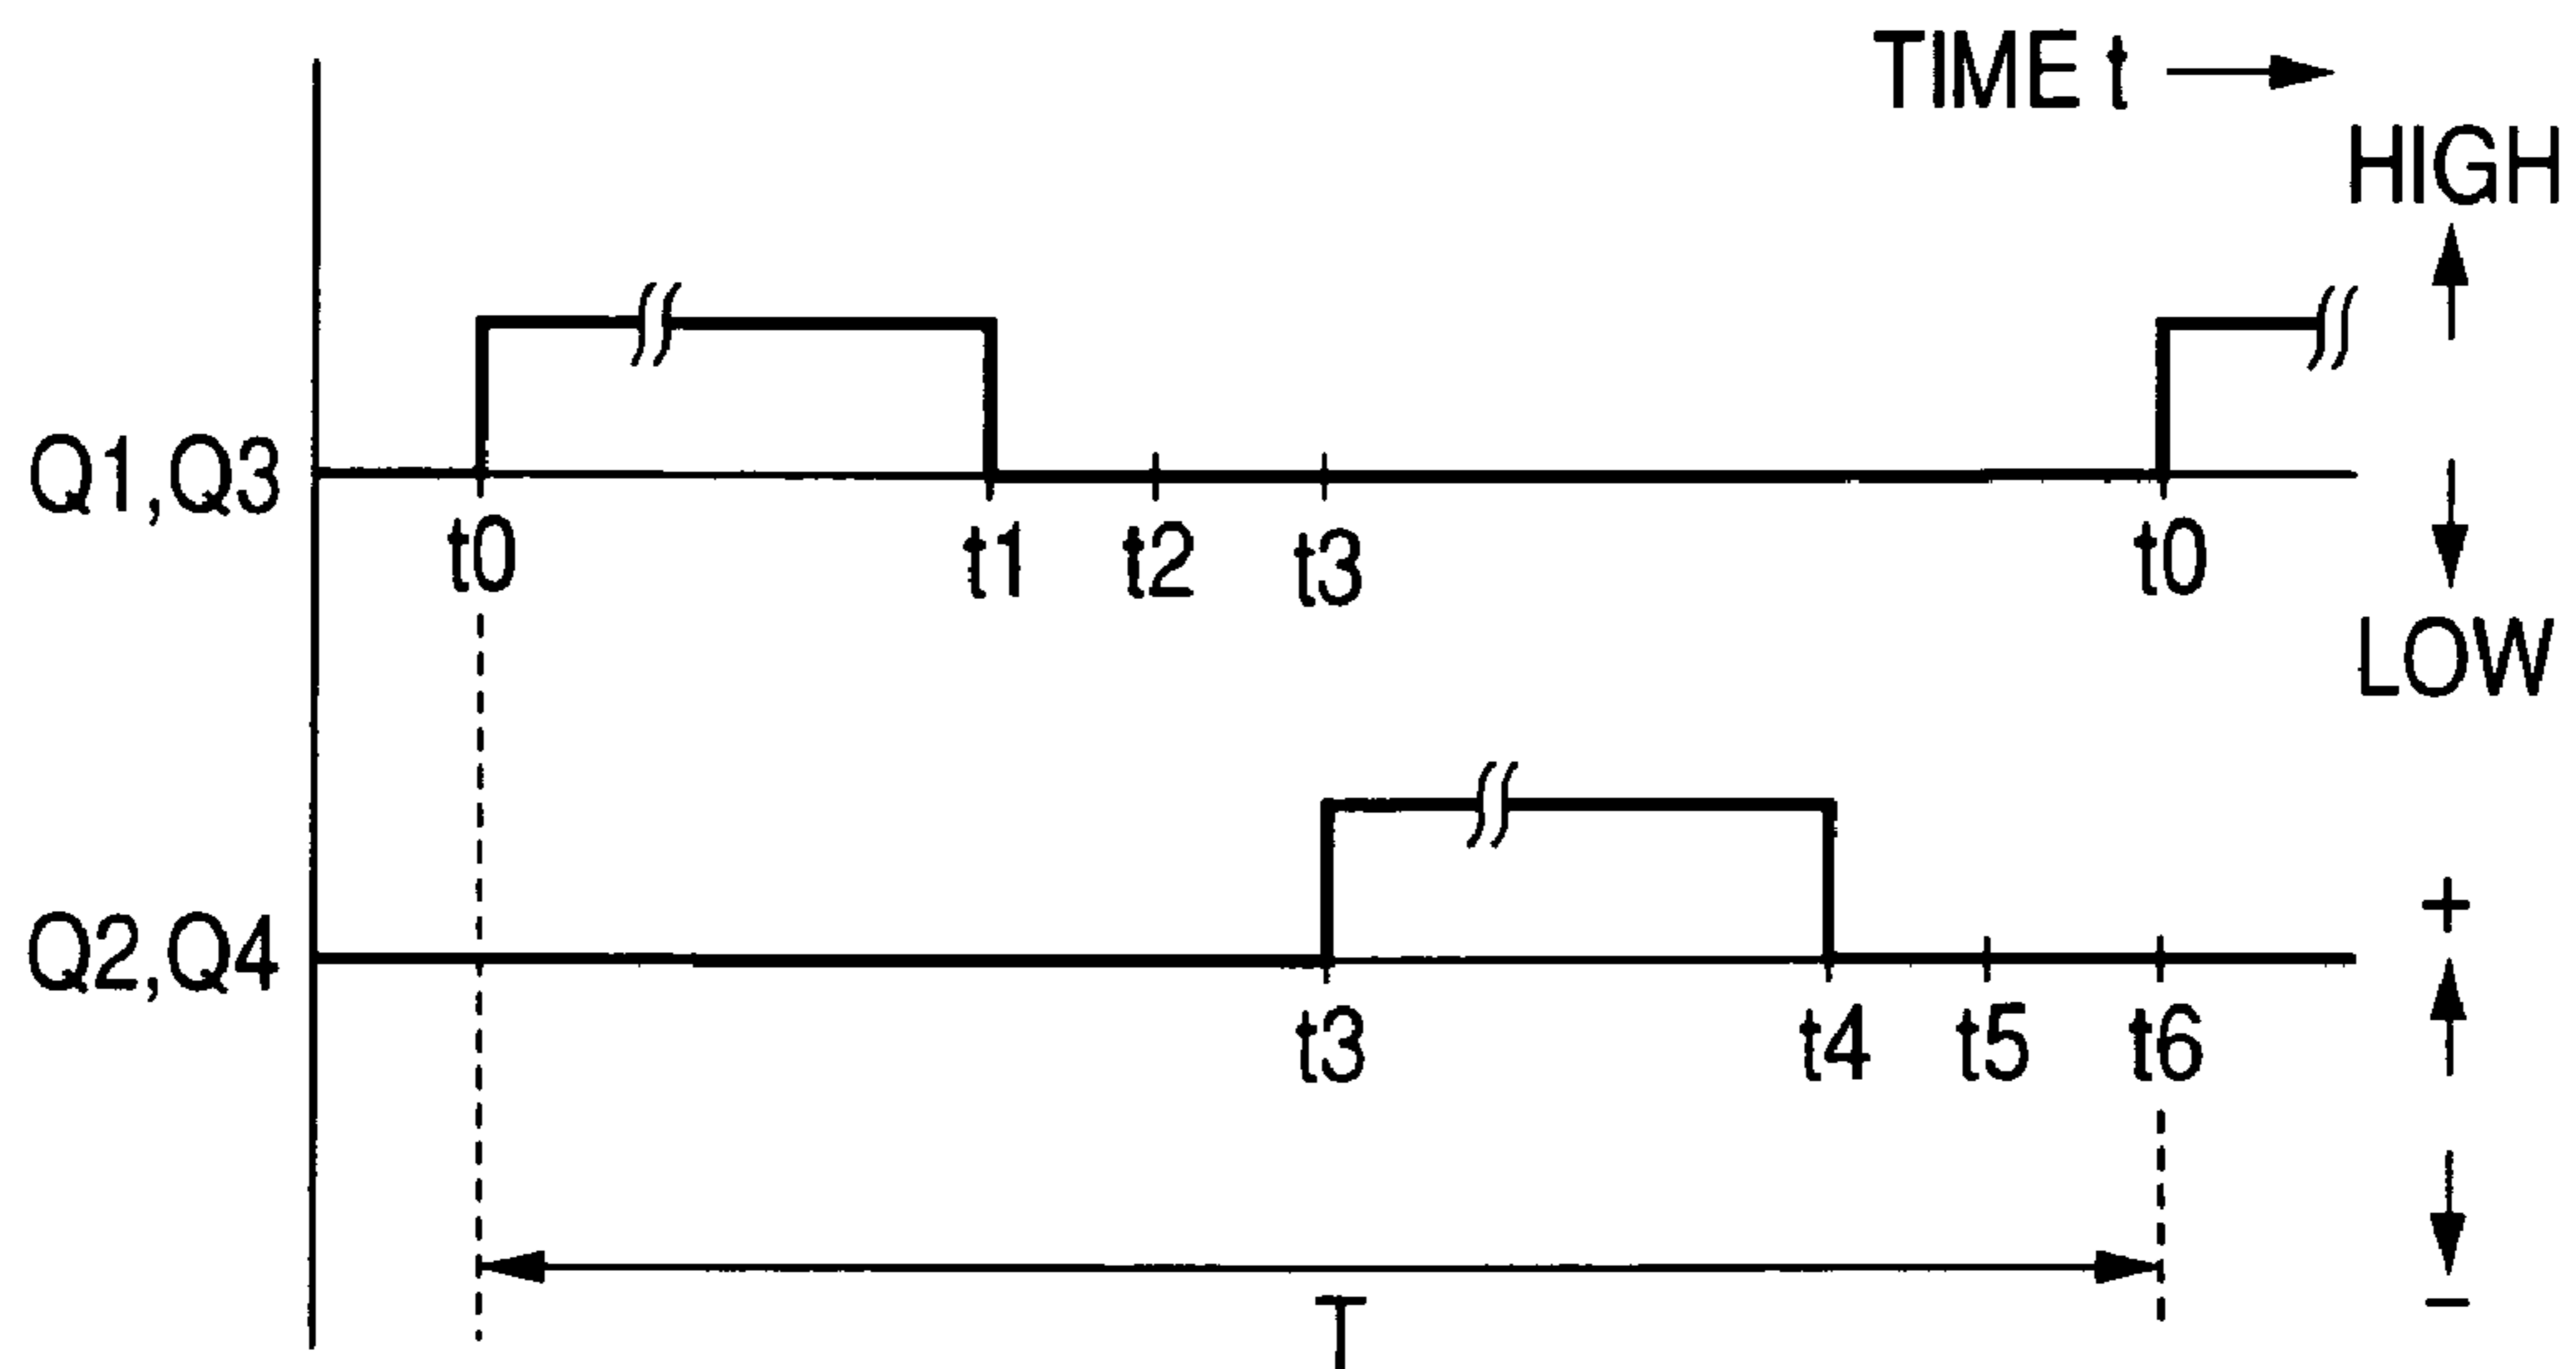 TIME t
HIGH
Q1,Q3
t0 t1 t2 t3 t0
LOW
Q2,Q4
+
t3 t4 t5 t6
T
−